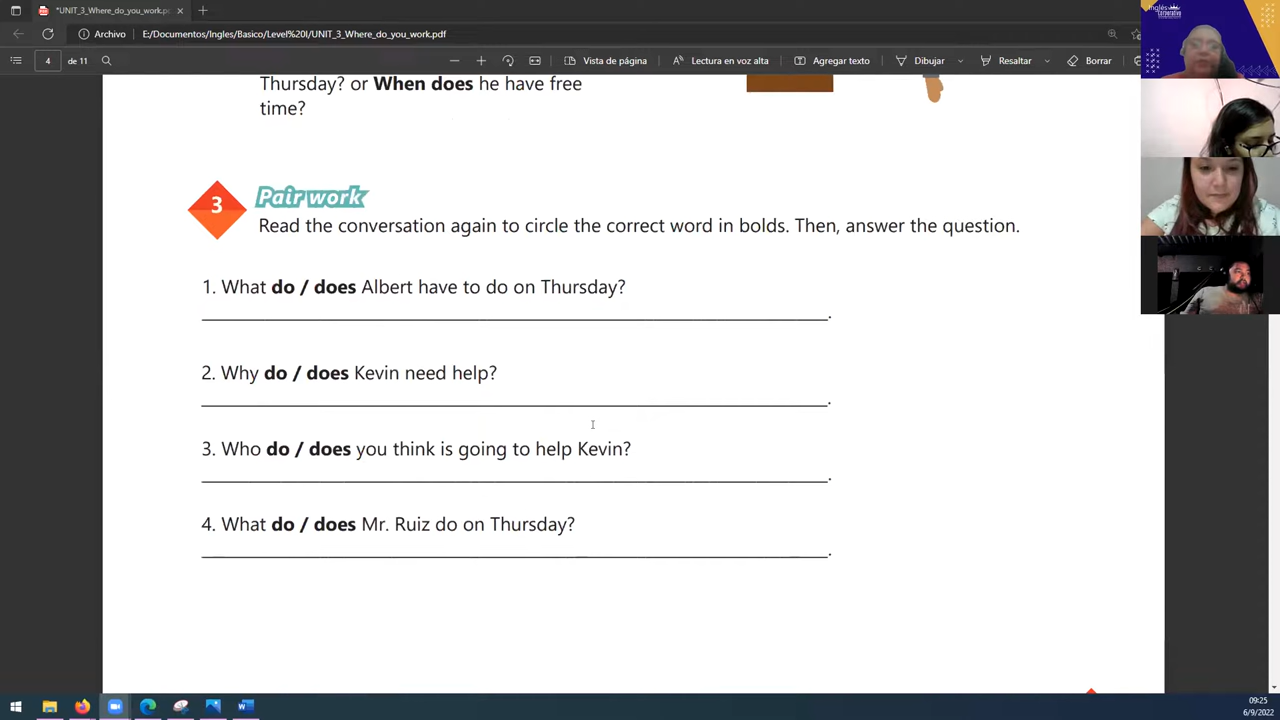 *UNIT_3_Where_do_you_work.pd
Archivo E:/Documentos/Ingles/Basico/Level%20I/UNIT_3_Where_do_you_work.pdf
4 de 11 Vista de página Lectura en voz alta Agregar texto Dibujar Resaltar Borrar
Inglés
Corporativo
Thursday? or When does he have free
time?
3 Pair work
Read the conversation again to circle the correct word in bolds. Then, answer the question.
1. What do / does Albert have to do on Thursday?
2. Why do / does Kevin need help?
3. Who do / does you think is going to help Kevin?
4. What do / does Mr. Ruiz do on Thursday?
09:25
6/9/2022